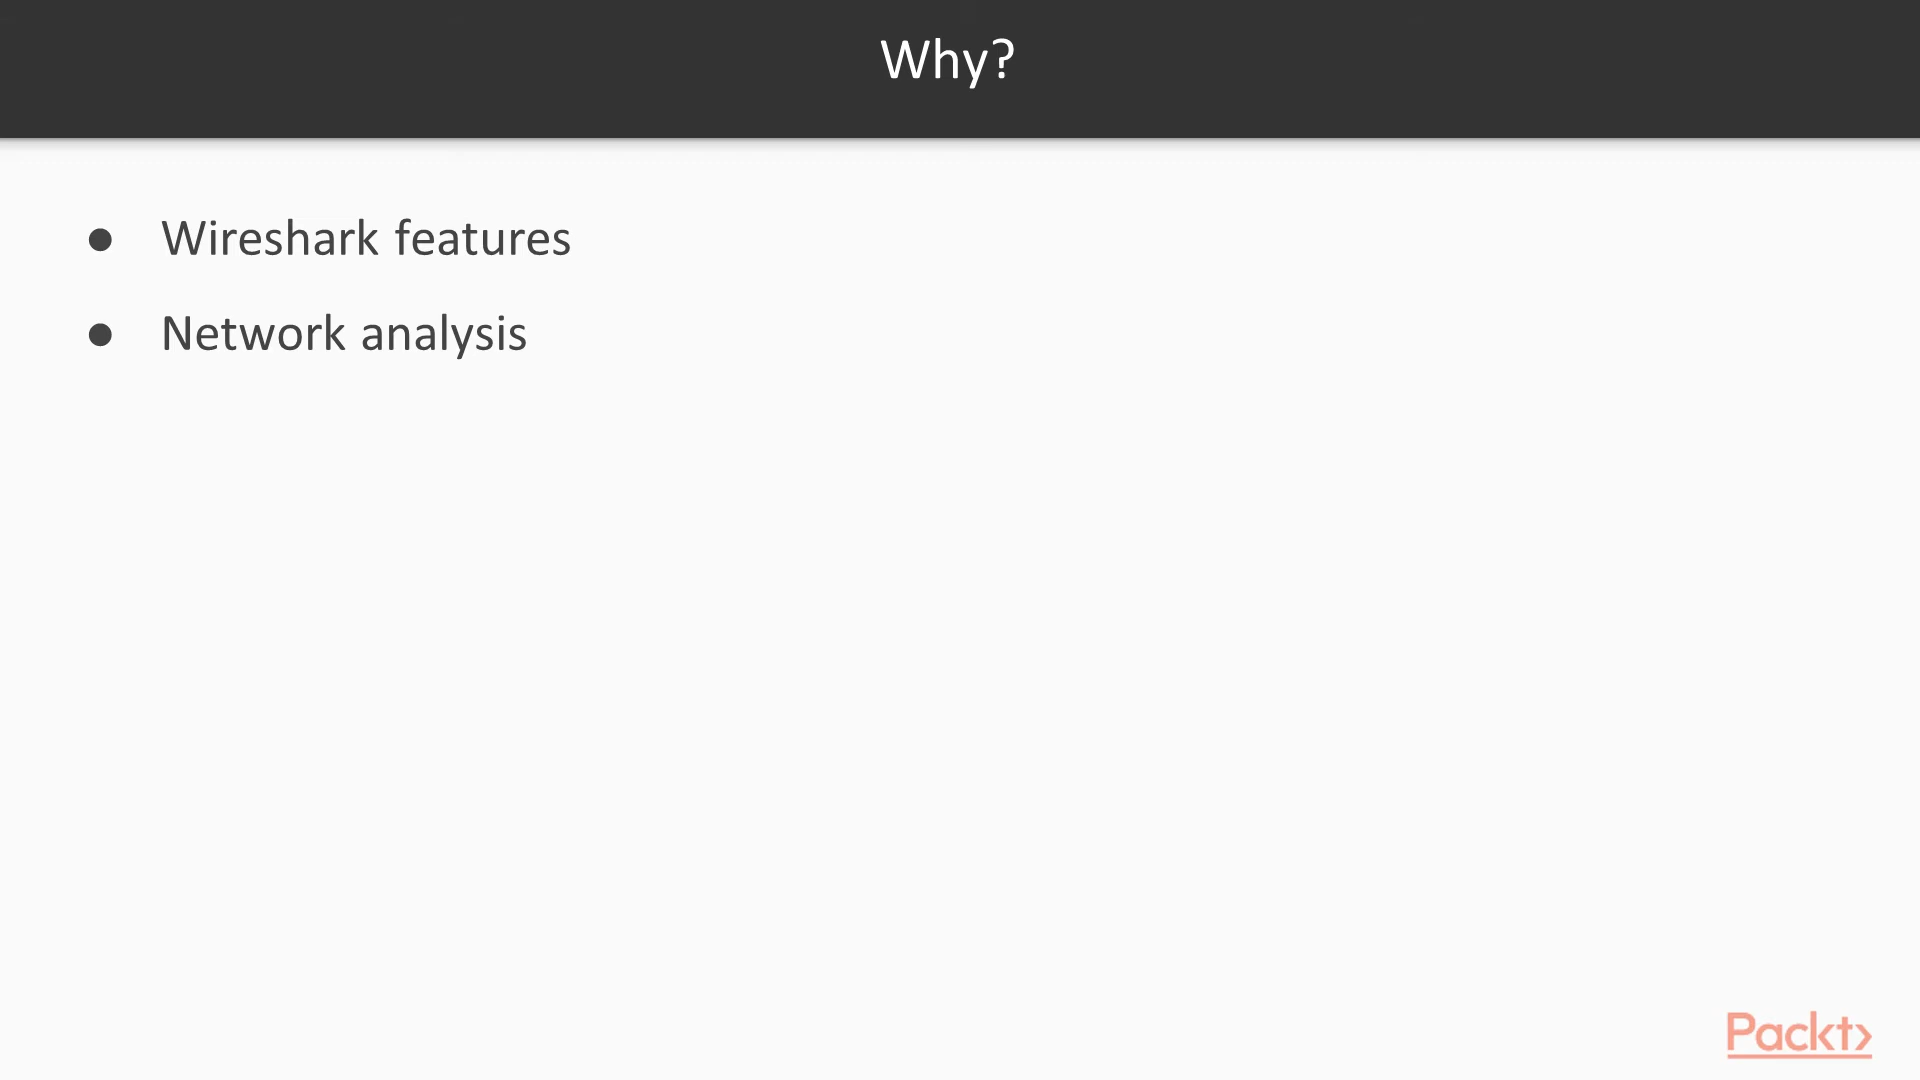 Why?
● Wireshark features
● Network analysis
Packt>